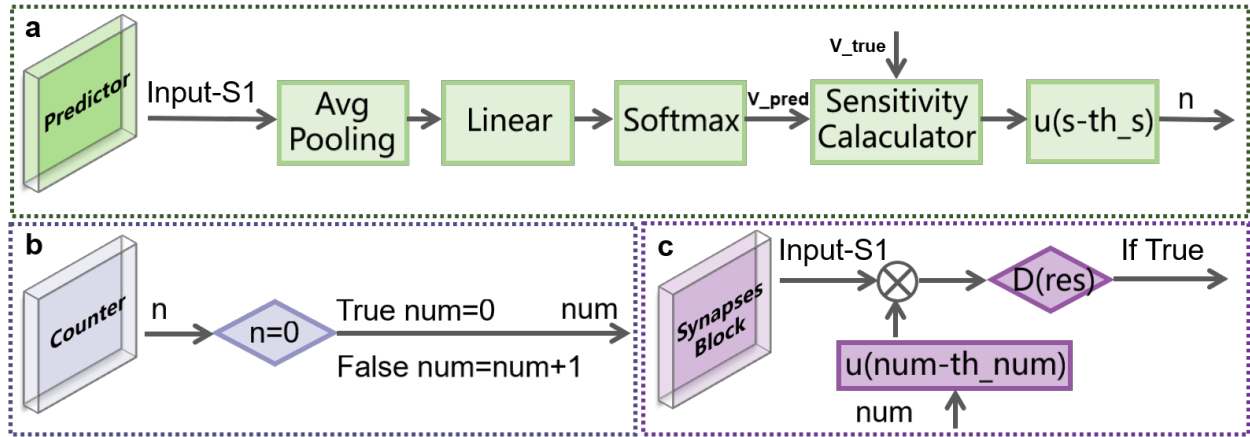 a
Predictor
Input-S1
Avg
Pooling
Linear
Softmax
V_pred
V_true
Sensitivity
Calaculator
u(s-th_s)
n
b
Counter
n
n=0
True num=0
False num=num+1
num
c
Synapses
Block
Input-S1
D(res)
If True
u(num-th_num)
num